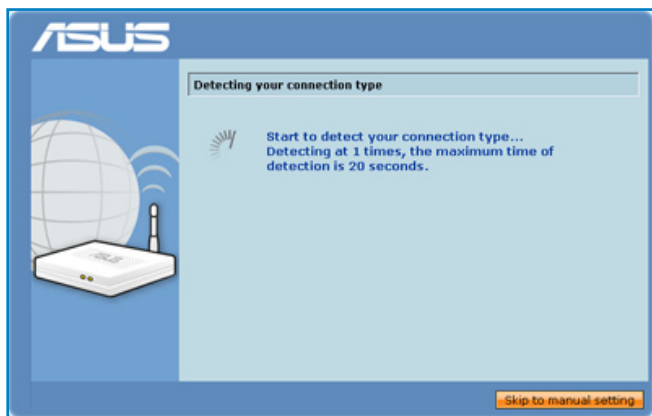 ASUS
Detecting your connection type
Start to detect your connection type...
Detecting at 1 times, the maximum time of
detection is 20 seconds.
ASUS
Skip to manual setting